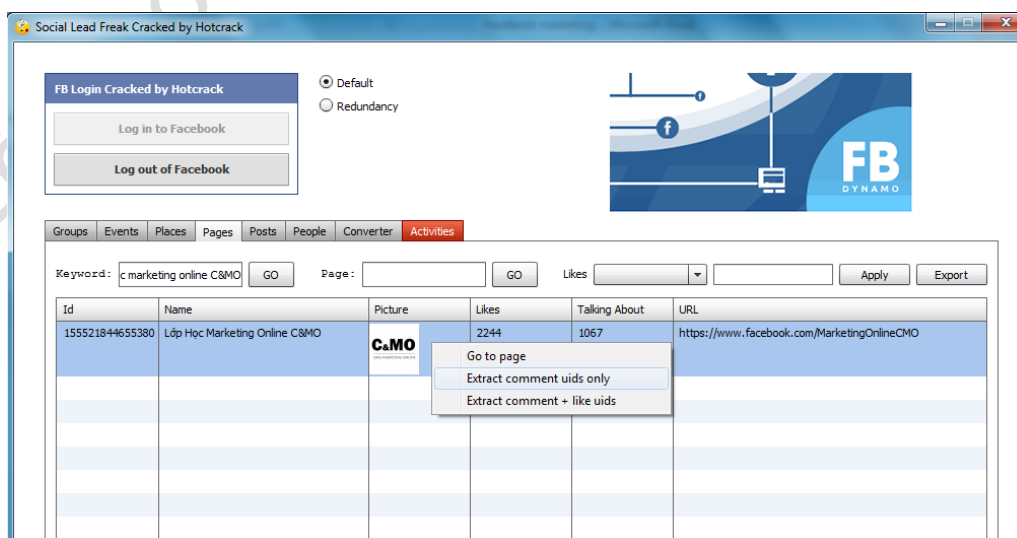 Social Lead Freak Cracked by Hotcrack
FB Login Cracked by Hotcrack
Log in to Facebook
Log out of Facebook
Default
Redundancy
FB
DYNAMO
Groups Events Places Pages Posts People Converter Activities
Keyword: c marketing online C&MO GO Page: GO Likes Apply Export
Id Name Picture Likes Talking About URL
155521844655380 Lớp Học Marketing Online C&MO C&MO 2244 1067 https://www.facebook.com/MarketingOnlineCMO
Go to page
Extract comment uids only
Extract comment + like uids